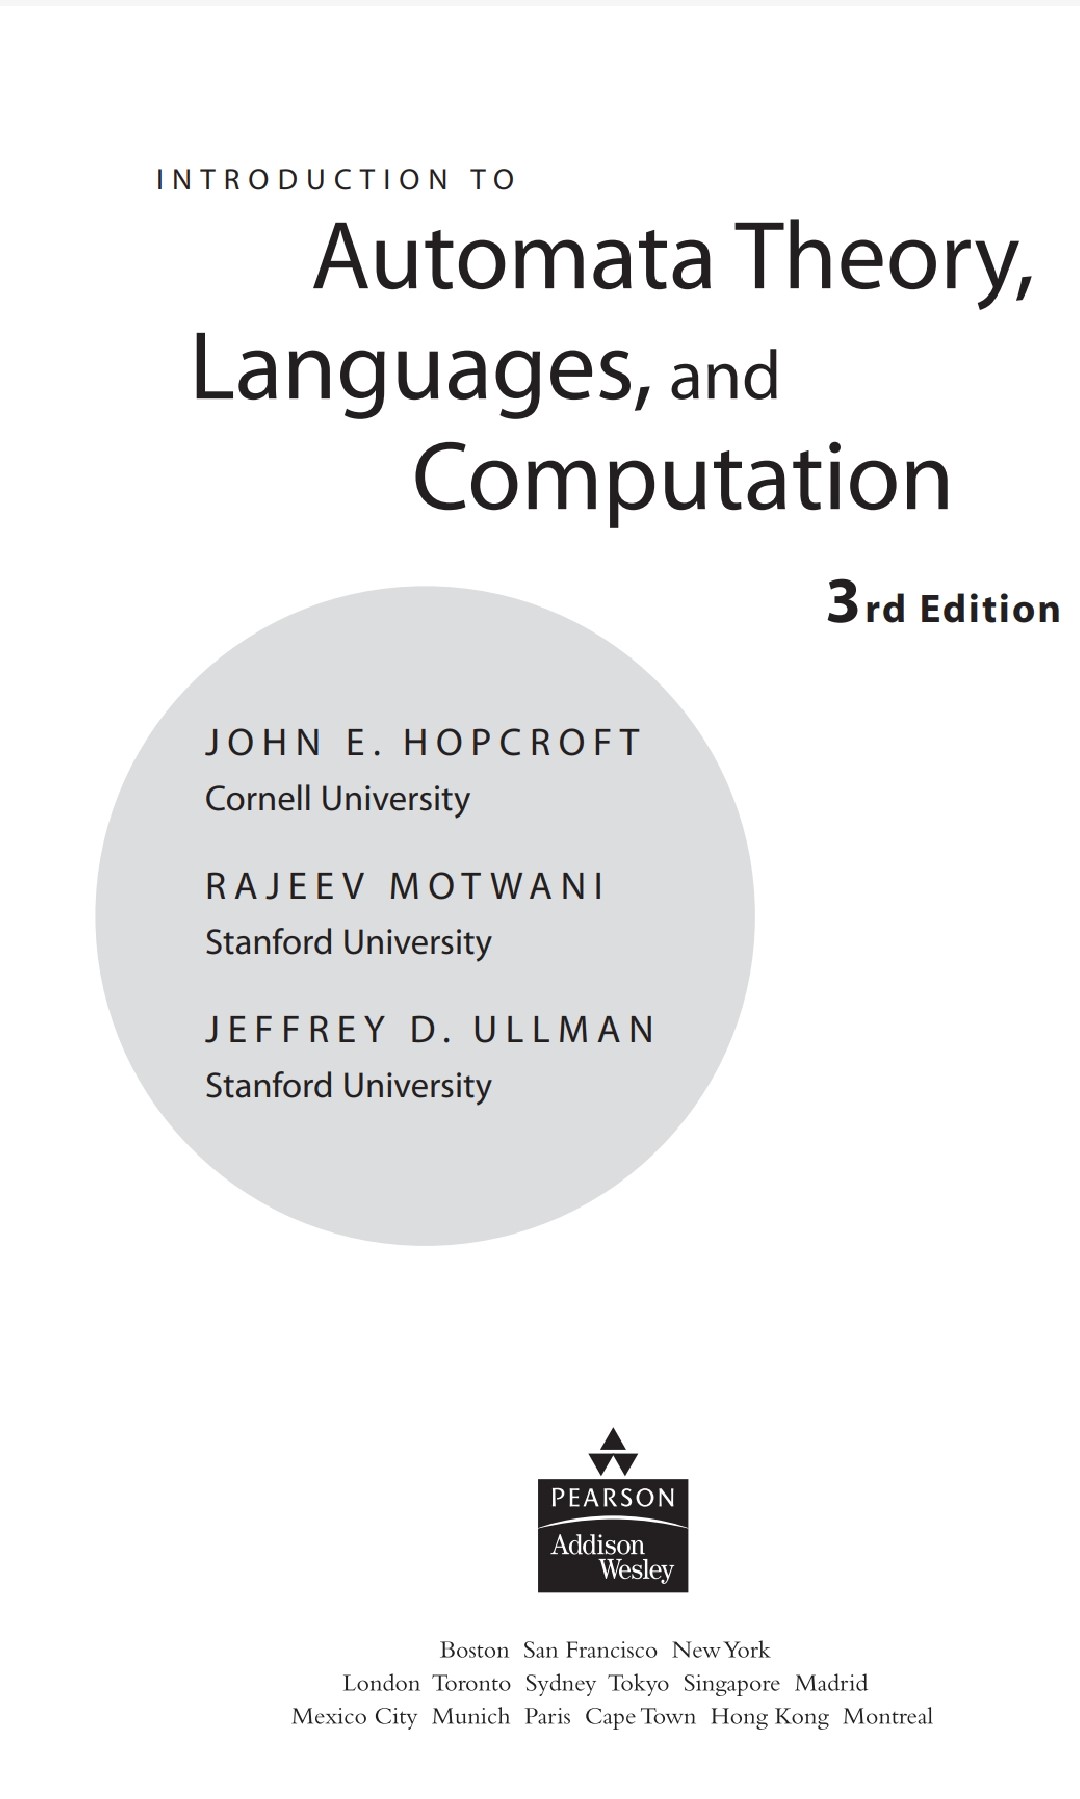 INTRODUCTION TO
Automata Theory,
Languages, and
Computation
3rd Edition
JOHN E. HOPCROFT
Cornell University
RAJEEV MOTWANI
Stanford University
JEFFREY D. ULLMAN
Stanford University
PEARSON
Addison
Wesley
Boston San Francisco New York
London Toronto Sydney Tokyo Singapore Madrid
Mexico City Munich Paris Cape Town Hong Kong Montreal